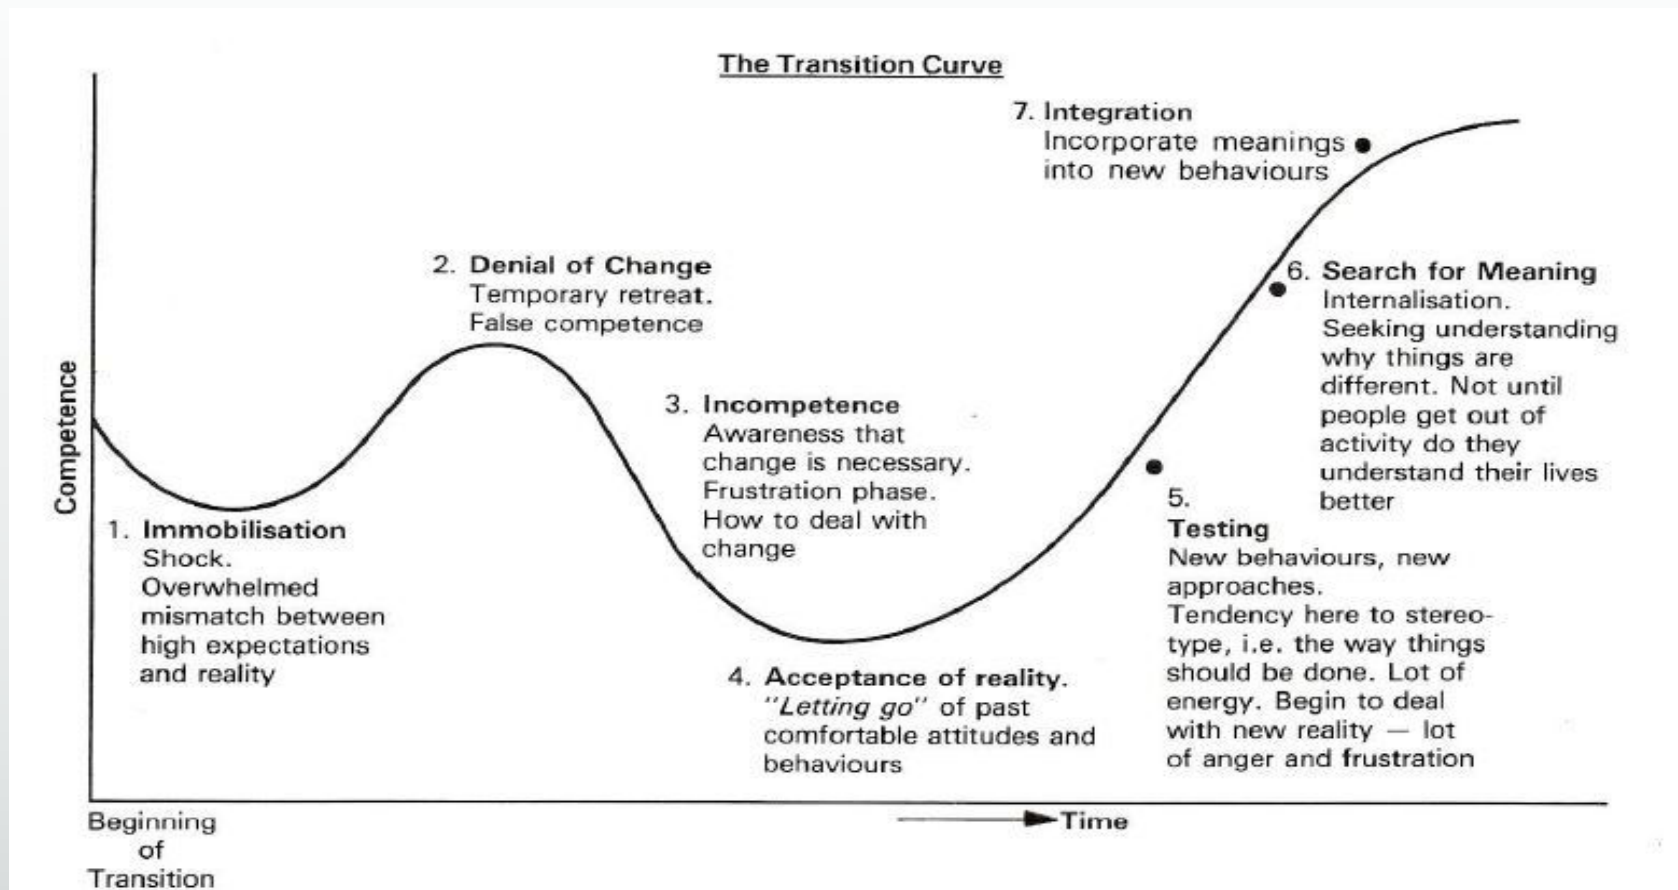 The Transition Curve
7. Integration
Incorporate meanings
into new behaviours
2. Denial of Change
Temporary retreat.
False competence
6. Search for Meaning
Internalisation.
Seeking understanding
why things are
different. Not until
people get out of
activity do they
understand their lives
better
3. Incompetence
Awareness that
change is necessary.
Frustration phase.
How to deal with
change
Competence
1. Immobilisation
Shock.
Overwhelmed
mismatch between
high expectations
and reality
5.
Testing
New behaviours, new
approaches.
Tendency here to stereo-
type, i.e. the way things
should be done. Lot of
energy. Begin to deal
with new reality — lot
of anger and frustration
4. Acceptance of reality.
"Letting go" of past
comfortable attitudes and
behaviours
Beginning
of
Transition
Time